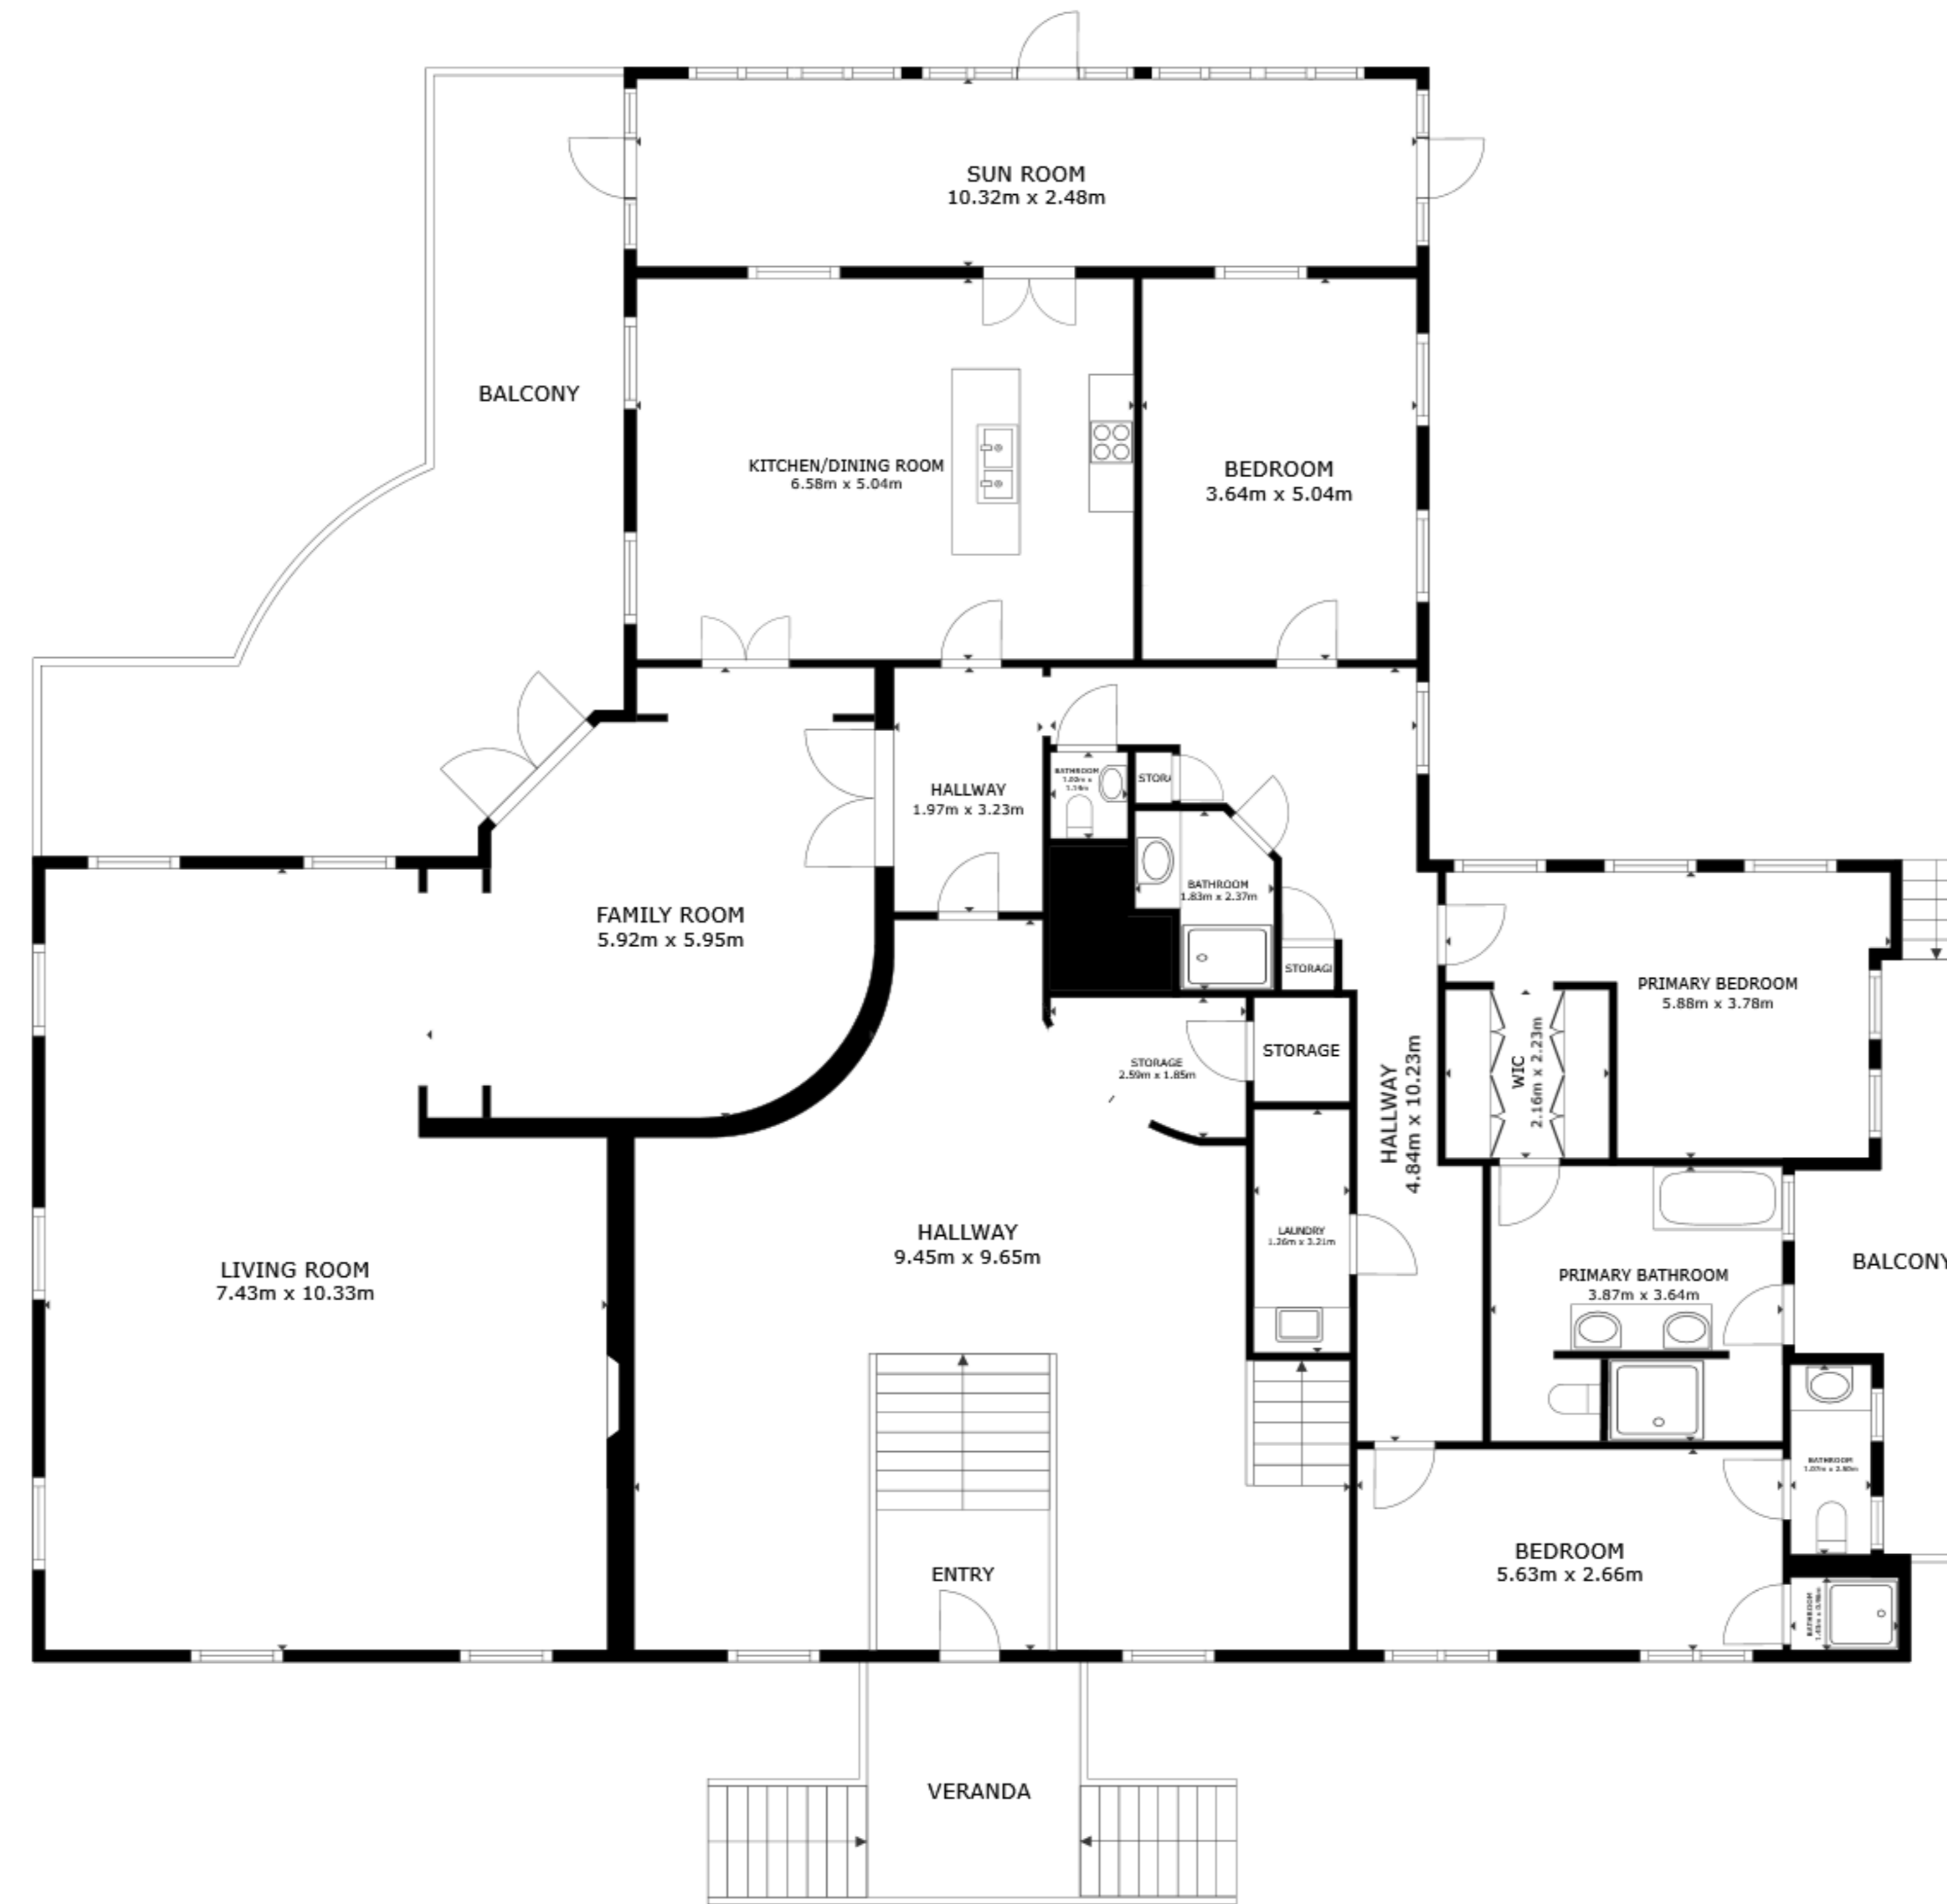 SUN ROOM
10.32m x 2.48m
BALCONY
KITCHEN/DINING ROOM
6.58m x 5.04m
BEDROOM
3.64m x 5.04m
BATHROOM
STORA
HALLWAY
1.97m x 3.23m
BATHROOM
1.83m x 2.37m
FAMILY ROOM
5.92m x 5.95m
STORAGI
PRIMARY BEDROOM
5.88m x 3.78m
STORAGE
STORAGE
2.59m x 1.85m
WIC
2.16m x 2.23m
HALLWAY
4.84m x 10.23m
LAUNDRY
1.26m x 3.21m
HALLWAY
9.45m x 9.65m
LIVING ROOM
7.43m x 10.33m
BALCONY
PRIMARY BATHROOM
3.87m x 3.64m
BATHROOM
ENTRY
BEDROOM
5.63m x 2.66m
BATHROOM
VERANDA